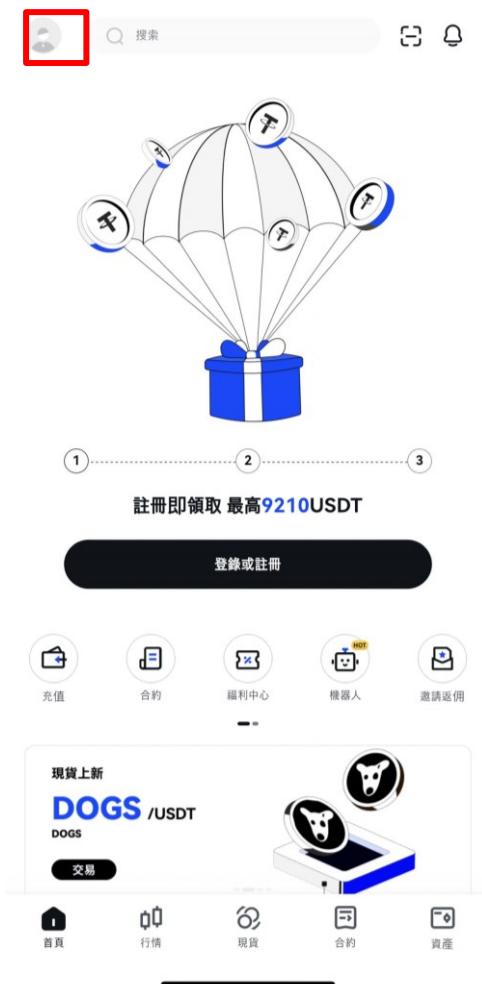 搜索
1
2
3
註冊即領取 最高9210USDT
登錄或註冊
HOT
充值
合約
福利中心
機器人
邀請返佣
現貨上新
DOGS /USDT
DOGS
交易
首頁
行情
現貨
合約
資產